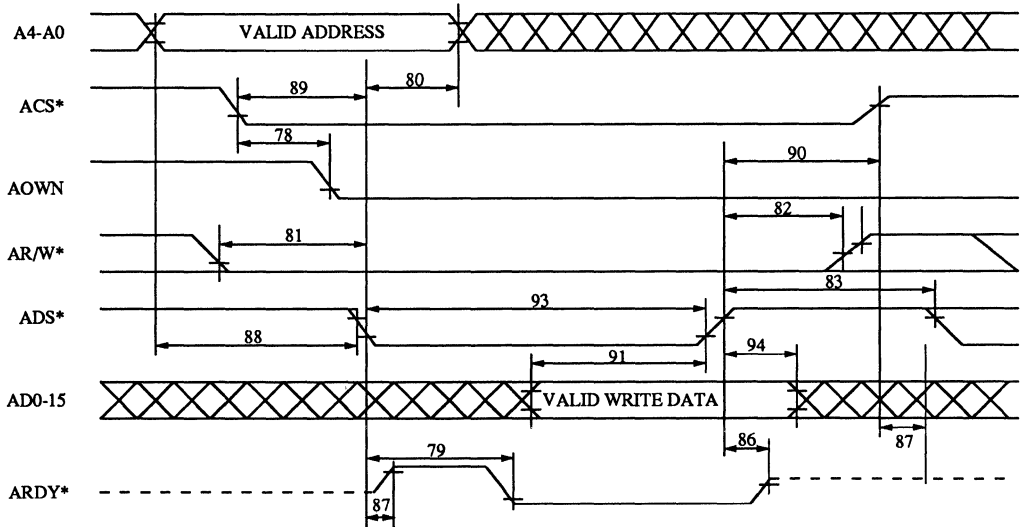 A4-A0 VALID ADDRESS
80
ACS* 89
78
90
AOWN
82
AR/W* 81
83
ADS* 93
88 91 94
AD0-15 VALID WRITE DATA
79 86 87
ARDY*
87